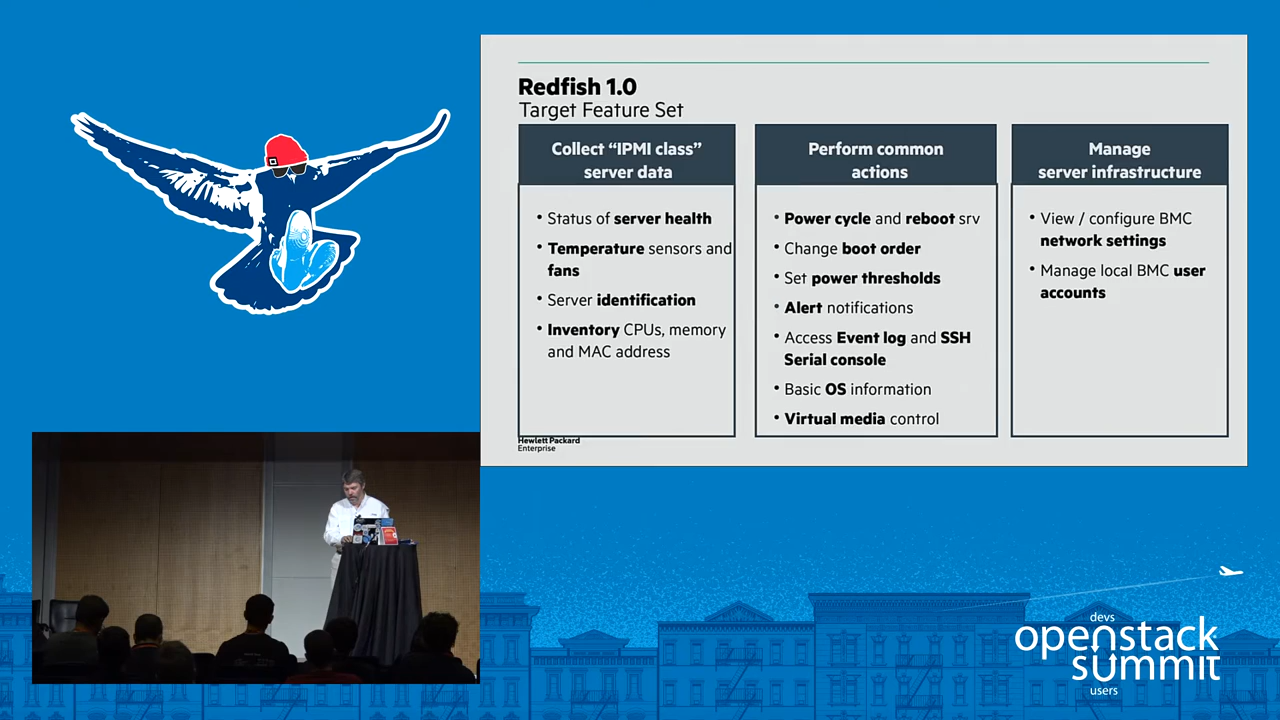 Redfish 1.0
Target Feature Set
Collect “IPMI class”
server data
• Status of server health
• Temperature sensors and
fans
• Server identification
• Inventory CPUs, memory
and MAC address
Perform common
actions
• Power cycle and reboot srv
• Change boot order
• Set power thresholds
• Alert notifications
• Access Event log and SSH
Serial console
• Basic OS information
• Virtual media control
Manage
server infrastructure
• View / configure BMC
network settings
• Manage local BMC user
accounts
Hewlett Packard
Enterprise
devs
openstack
summit
users